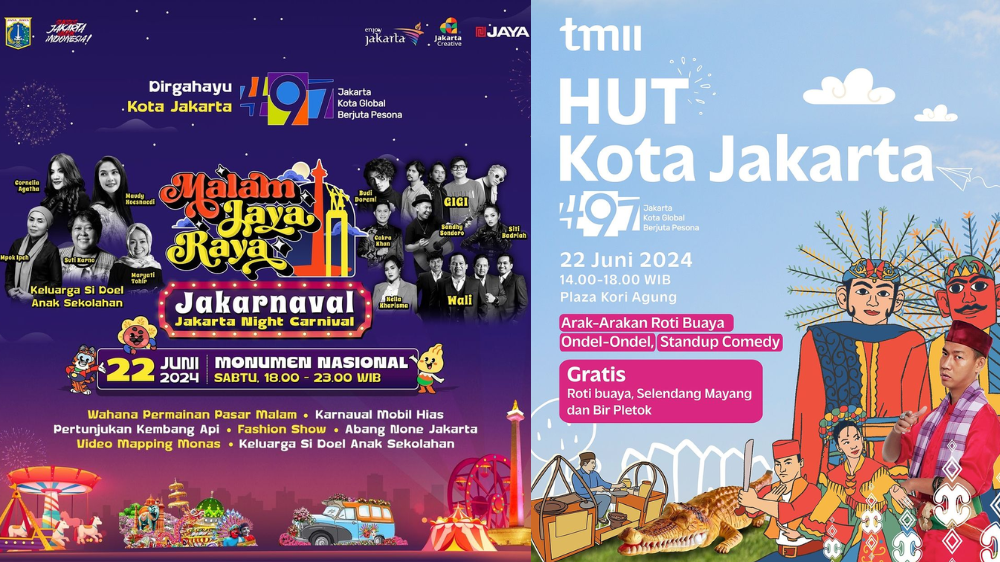 JAYA RAYA
JAKARTA
INDONESIA!
enjoy
jakarta
Jakarta
Creative
JAYA
Dirgahayu
Kota Jakarta
497
Jakarta
Kota Global
Berjuta Pesona
Cornelia
Agatha
Maudy
Koesnaedi
Mpok Ipeh
Suti Karno
Maryati
Tohir
Keluarga Si Doel
Anak Sekolahan
Malam
Jaya
Raya
Budi
Doremi
GIGI
Cakra
Khan
Bandng
Sondoro
Siti
Badriah
Nella
Kharisma
Wali
Jakarnaval
Jakarta Night Carnival
22 JUNI
2024
MONUMEN NASIONAL
SABTU, 18.00 - 23.00 WIB
Wahana Permainan Pasar Malam • Karnaval Mobil Hias
Pertunjukan Kembang Api • Fashion Show • Abang None Jakarta
Video Mapping Monas • Keluarga Si Doel Anak Sekolahan
tmii
HUT
Kota Jakarta
497
Jakarta
Kota Global
Berjuta Pesona
22 Juni 2024
14.00-18.00 WIB
Plaza Kori Agung
Arak-Arakan Roti Buaya
Ondel-Ondel, Standup Comedy
Gratis
Roti buaya, Selendang Mayang
dan Bir Pletok